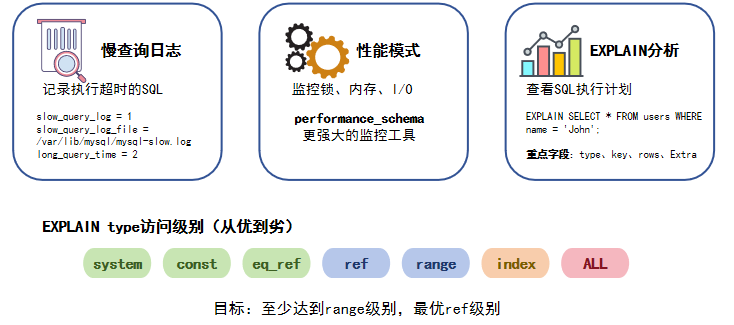 慢查询日志
记录执行超时的SQL
slow_query_log = 1
slow_query_log_file =
/var/lib/mysql/mysql-slow.log
long_query_time = 2
性能模式
监控锁、内存、I/O
performance_schema
更强大的监控工具
EXPLAIN分析
查看SQL执行计划
EXPLAIN SELECT * FROM users WHERE
name = 'John';
重点字段：type、key、rows、Extra
EXPLAIN type访问级别（从优到劣）
system const eq_ref ref range index ALL
目标：至少达到range级别，最优ref级别